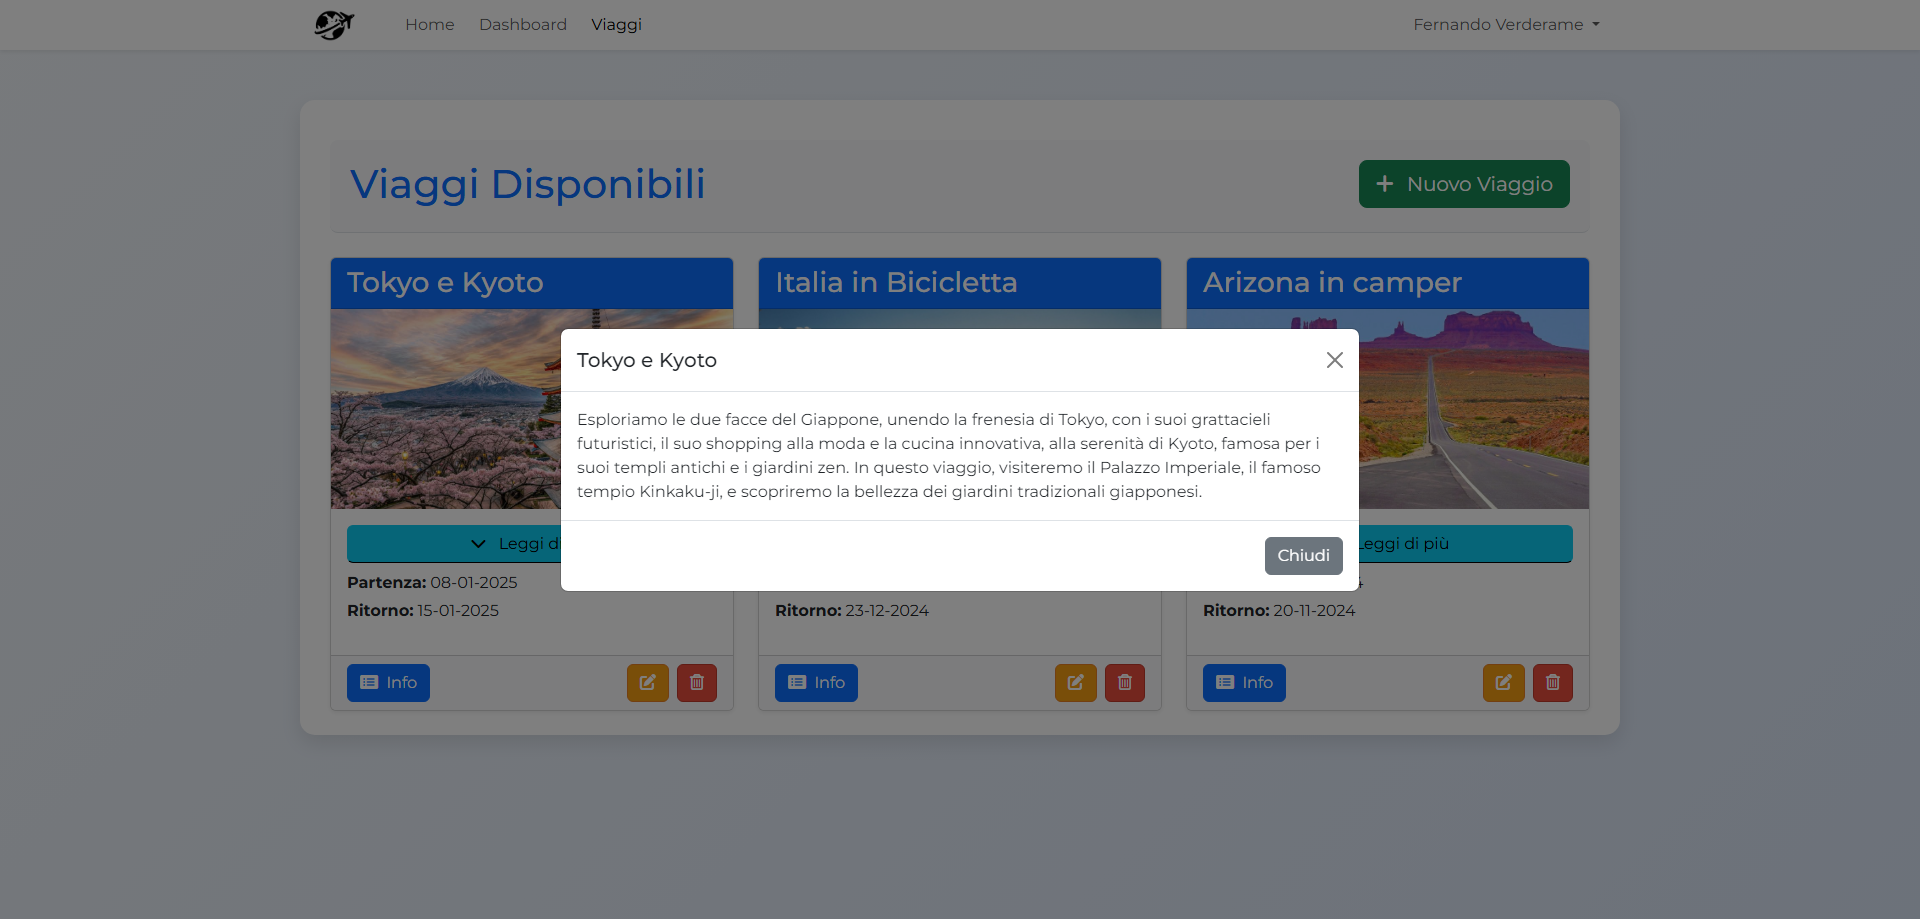 Home Dashboard Viaggi Fernando Verderame
Viaggi Disponibili
Nuovo Viaggio
Tokyo e Kyoto
Italia in Bicicletta
Arizona in camper
Tokyo e Kyoto
Esploriamo le due facce del Giappone, unendo la frenesia di Tokyo, con i suoi grattacieli
futuristici, il suo shopping alla moda e la cucina innovativa, alla serenità di Kyoto, famosa per i
suoi templi antichi e i giardini zen. In questo viaggio, visiteremo il Palazzo Imperiale, il famoso
tempio Kinkaku-ji, e scopriremo la bellezza dei giardini tradizionali giapponesi.
Chiudi
Leggi di
Partenza: 08-01-2025
Ritorno: 15-01-2025
Info
Ritorno: 23-12-2024
Info
Leggi di più
Ritorno: 20-11-2024
Info